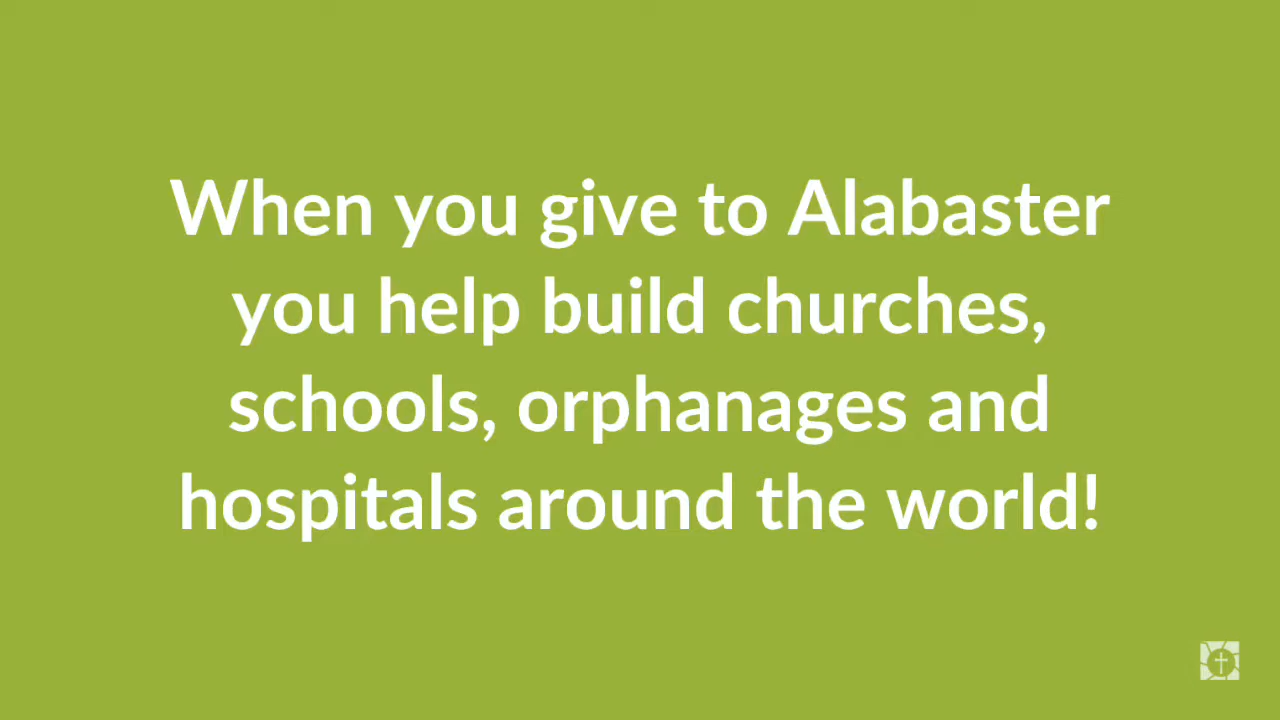 When you give to Alabaster
you help build churches,
schools, orphanages and
hospitals around the world!